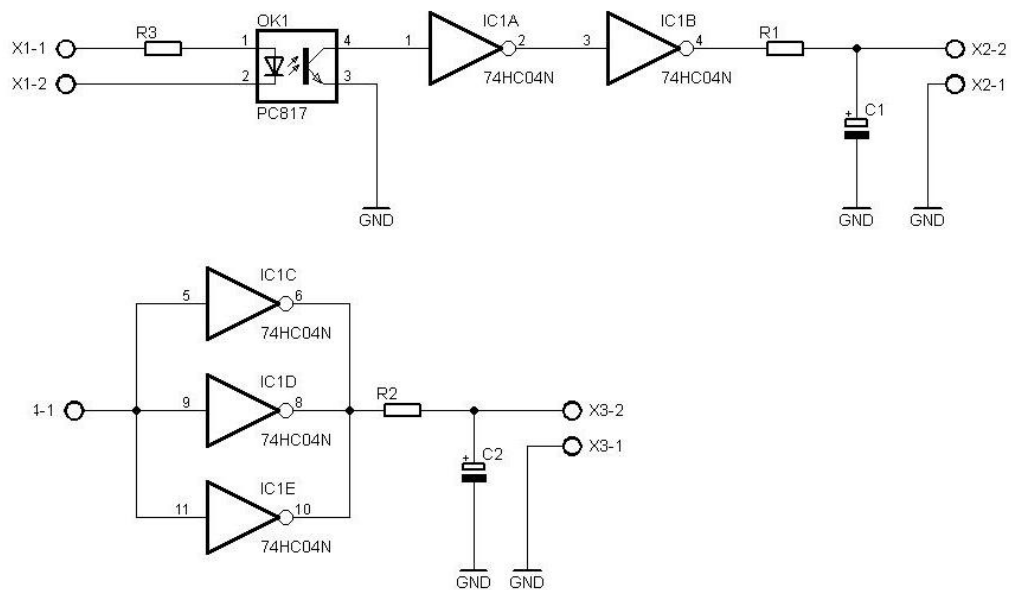 OK1
IC1A
IC1B
X1-1
R3
1
4
1
2
3
4
R1
X2-2
X1-2
2
3
74HC04N
74HC04N
X2-1
PC817
C1
+
GND
GND
GND
IC1C
5
6
74HC04N
IC1D
R2
-1
9
8
X3-2
74HC04N
X3-1
+
C2
IC1E
11
10
74HC04N
GND
GND